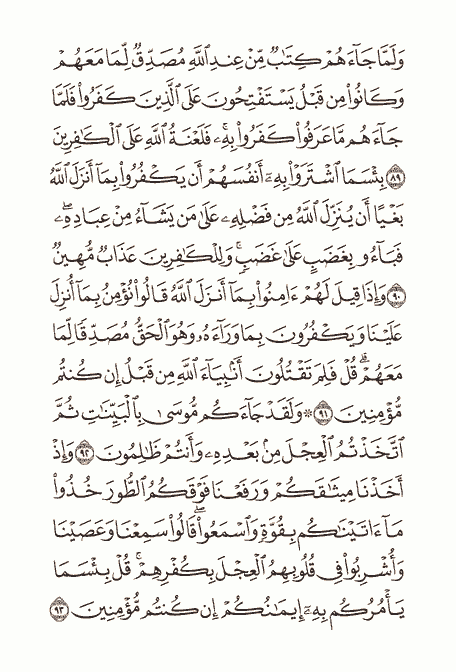 وَلَمَّا جَآءَهُمْ كِتَٰبٌ مِّنْ عِندِ ٱللَّهِ مُصَدِّقٌ لِّمَا مَعَهُمْ
وَكَانُوا۟ مِن قَبْلُ يَسْتَفْتِحُونَ عَلَى ٱلَّذِينَ كَفَرُوا۟ فَلَمَّا
جَآءَهُم مَّا عَرَفُوا۟ كَفَرُوا۟ بِهِۦ ۚ فَلَعْنَةُ ٱللَّهِ عَلَى ٱلْكَٰفِرِينَ
٨٩ بِئْسَمَا ٱشْتَرَوْا۟ بِهِۦٓ أَنفُسَهُمْ أَن يَكْفُرُوا۟ بِمَآ أَنزَلَ ٱللَّهُ
بَغْيًا أَن يُنَزِّلَ ٱللَّهُ مِن فَضْلِهِۦ عَلَىٰ مَن يَشَآءُ مِنْ عِبَادِهِۦ ۖ
فَبَآءُو بِغَضَبٍ عَلَىٰ غَضَبٍ ۚ وَلِلْكَٰفِرِينَ عَذَابٌ مُّهِينٌ
٩٠ وَإِذَا قِيلَ لَهُمْ ءَامِنُوا۟ بِمَآ أَنزَلَ ٱللَّهُ قَالُوا۟ نُؤْمِنُ بِمَآ أُنزِلَ
عَلَيْنَا وَيَكْفُرُونَ بِمَا وَرَآءَهُۥ وَهُوَ ٱلْحَقُّ مُصَدِّقًا لِّمَا
مَعَهُمْ ۗ قُلْ فَلِمَ تَقْتُلُونَ أَنۢبِيَآءَ ٱللَّهِ مِن قَبْلُ إِن كُنتُم
مُّؤْمِنِينَ ٩١ ۞ وَلَقَدْ جَآءَكُم مُّوسَىٰ بِٱلْبَيِّنَٰتِ ثُمَّ
ٱتَّخَذْتُمُ ٱلْعِجْلَ مِنۢ بَعْدِهِۦ وَأَنتُمْ ظَٰلِمُونَ ٩٢ وَإِذْ
أَخَذْنَا مِيثَٰقَكُمْ وَرَفَعْنَا فَوْقَكُمُ ٱلطُّورَ خُذُوا۟
مَآ ءَاتَيْنَٰكُم بِقُوَّةٍ وَٱسْمَعُوا۟ ۖ قَالُوا۟ سَمِعْنَا وَعَصَيْنَا
وَأُشْرِبُوا۟ فِى قُلُوبِهِمُ ٱلْعِجْلَ بِكُفْرِهِمْ ۚ قُلْ بِئْسَمَا
يَأْمُرُكُم بِهِۦٓ إِيمَٰنُكُمْ إِن كُنتُم مُّؤْمِنِينَ ٩٣